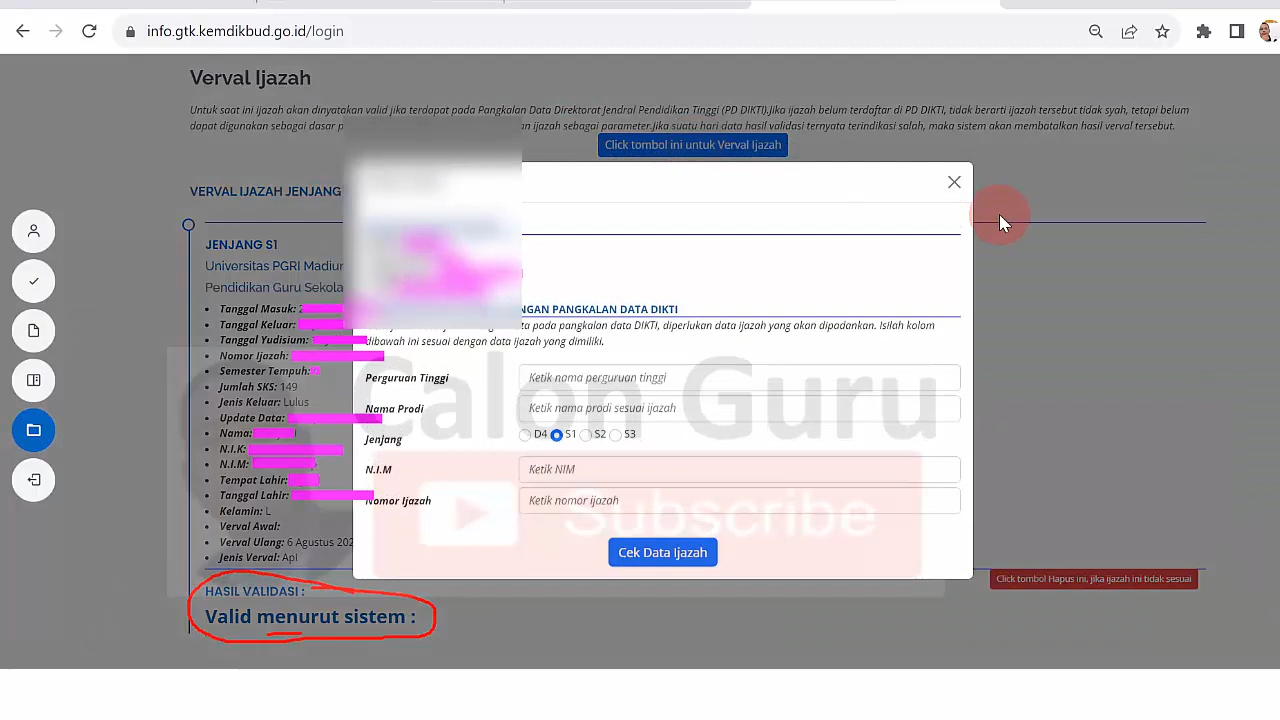 info.gtk.kemdikbud.go.id/login
Verval Ijazah
Untuk saat ini ijazah akan dinyatakan valid jika terdapat pada Pangkalan Data Direktorat Jendral Pendidikan Tinggi (PD DIKTI).Jika ijazah belum terdaftar di PD DIKTI, tidak berarti ijazah tersebut tidak syah, tetapi belum
dapat digunakan sebagai dasar ijazah sebagai parameter.Jika suatu hari data hasil validasi ternyata terindikasi salah, maka sistem akan membatalkan hasil verval tersebut.
Click tombol ini untuk Verval Ijazah
VERVAL IJAZAH JENJANG
JENJANG S1
Universitas PGRI Madiun
Pendidikan Guru Sekola
Tanggal Masuk: 2
Tanggal Keluar:
Tanggal Yudisium:
Nomor Ijazah:
Semester Tempuh:
Jumlah SKS: 149
Jenis Keluar: Lulus
Update Data:
Nama:
N.I.K:
N.I.M:
Tempat Lahir:
Tanggal Lahir:
Kelamin: L
Verval Awal:
Verval Ulang: 6 Agustus 202
Jenis Verval: ApI
HASIL VALIDASI :
Valid menurut sistem :
NGAN PANGKALAN DATA DIKTI
pada pangkalan data DIKTI, diperlukan data ijazah yang akan dipadankan. Isilah kolom
dibawah ini sesuai dengan data ijazah yang dimiliki.
Perguruan Tinggi Ketik nama perguruan tinggi
Nama Prodi Ketik nama prodi sesuai ijazah
Jenjang D4 S1 S2 S3
N.I.M Ketik NIM
Nomor Ijazah Ketik nomor ijazah
Cek Data Ijazah
Click tombol Hapus ini, jika ijazah ini tidak sesuai
Calon Guru
Subscribe